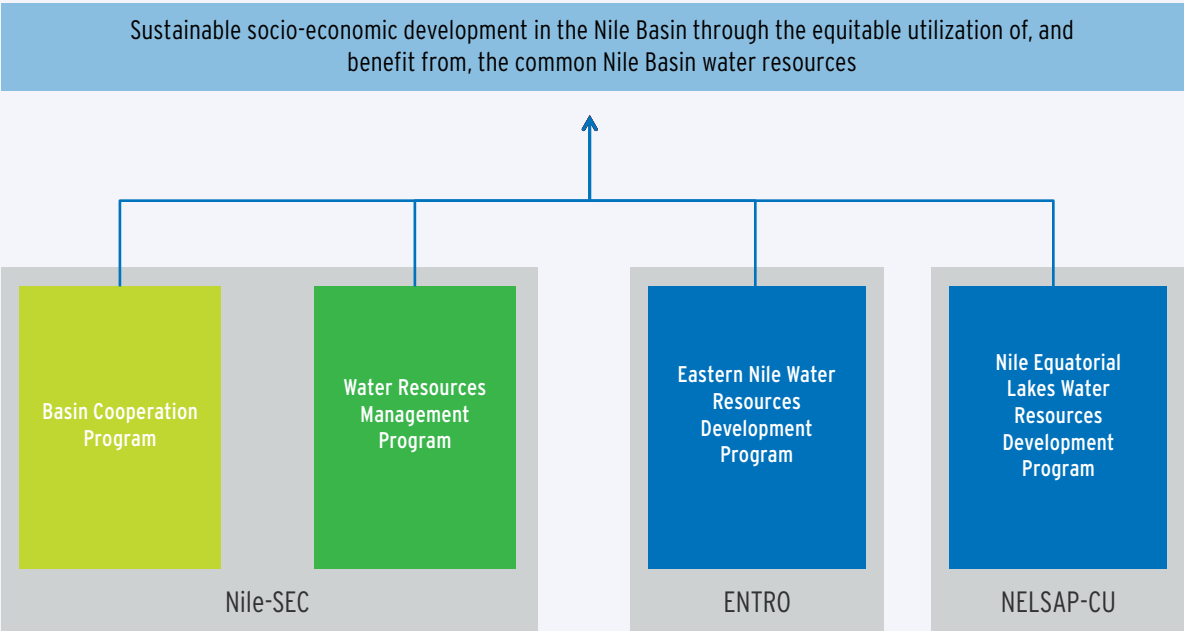 Sustainable socio-economic development in the Nile Basin through the equitable utilization of, and
benefit from, the common Nile Basin water resources
Basin Cooperation
Program
Water Resources
Management
Program
Eastern Nile Water
Resources
Development
Program
Nile Equatorial
Lakes Water
Resources
Development
Program
Nile-SEC
ENTRO
NELSAP-CU